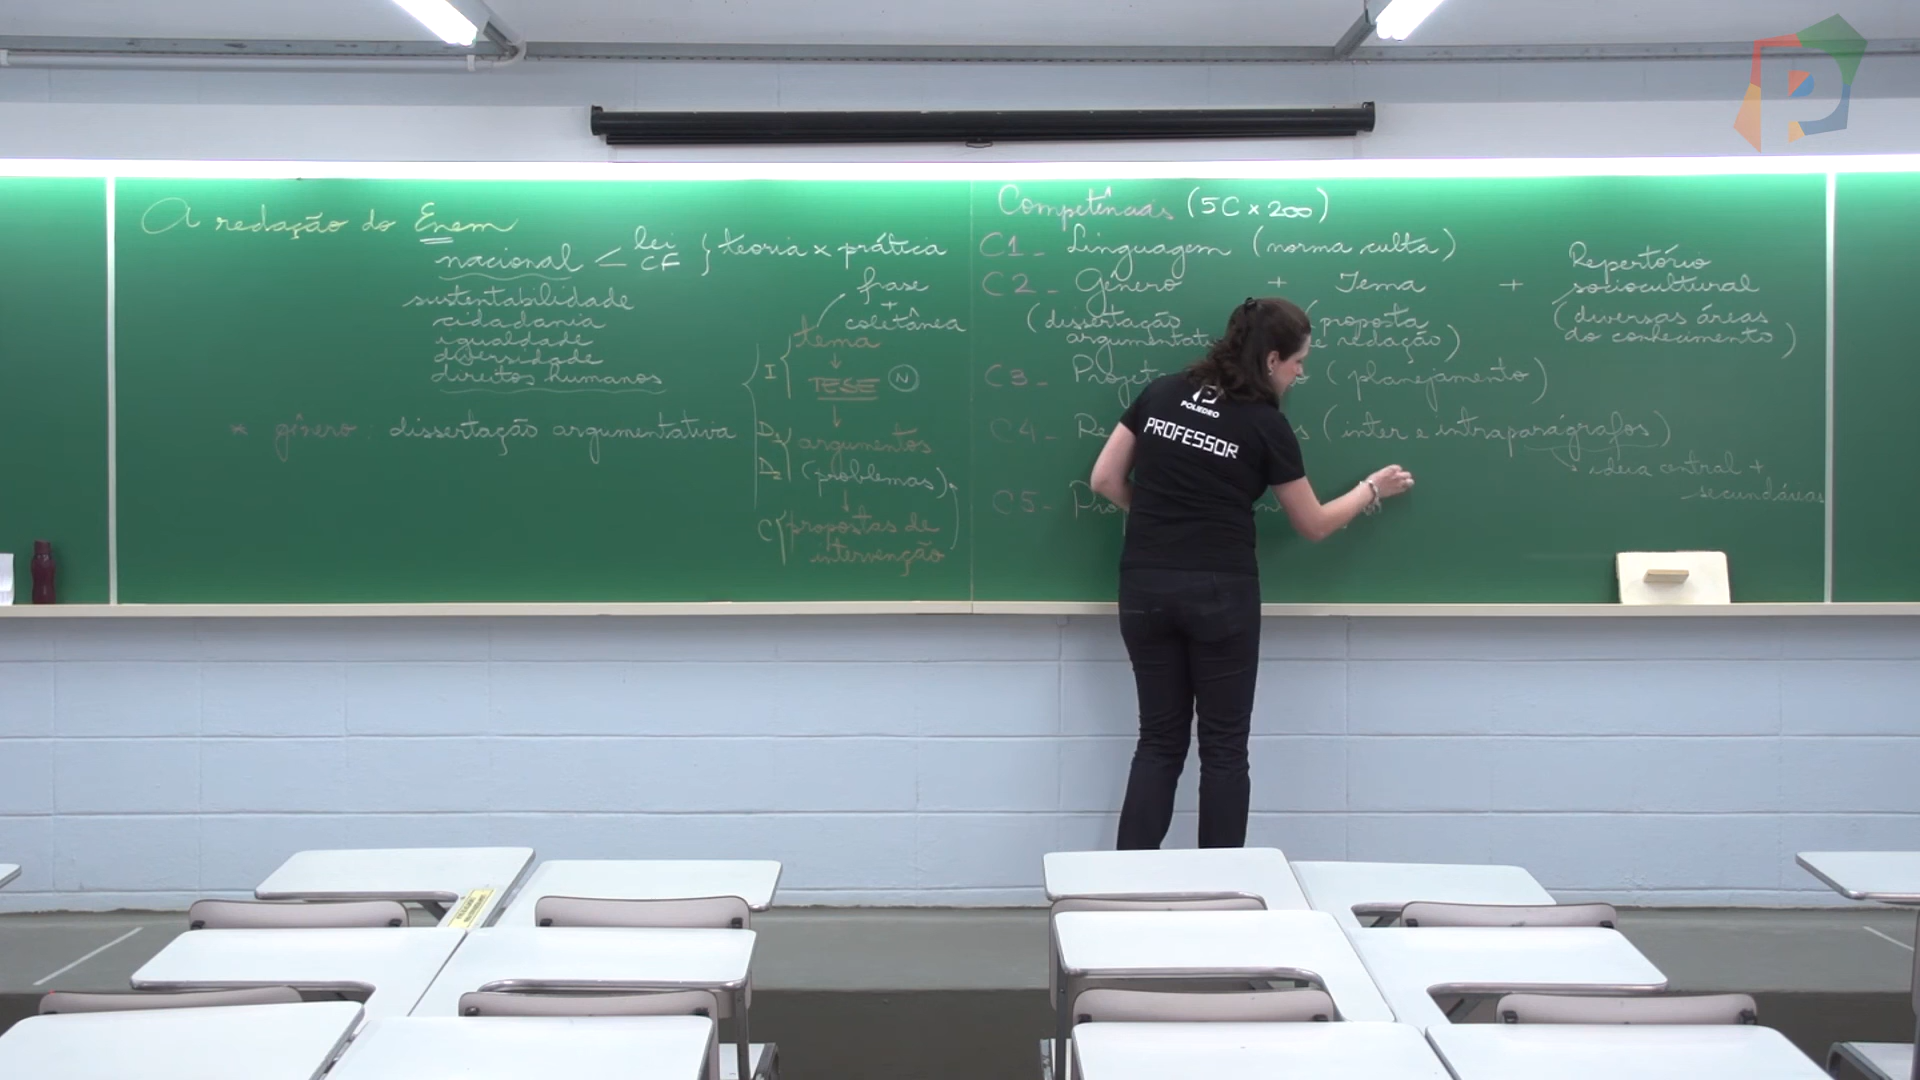 A redação do Enem
nacional < lei
CF } teoria x prática
sustentabilidade
cidadania
igualdade
diversidade
direitos humanos
* gênero: dissertação argumentativa
frase
+
coletânea
I { tema
↓
TESE (N)
↓
D1 argumentos
D2 (problemas)
↓
C { propostas de
intervenção
Competências (5C x 200)
C1 - Linguagem (norma culta)
C2 - Gênero + Tema + Repertório
sociocultural
(dissertação
proposta
redação)
(diversas áreas
do conhecimento)
C3 - (planejamento)
C4 - (inter e intraparágrafos)
ideia central +
secundárias
C5 -
POLIEDRO
PROFESSOR